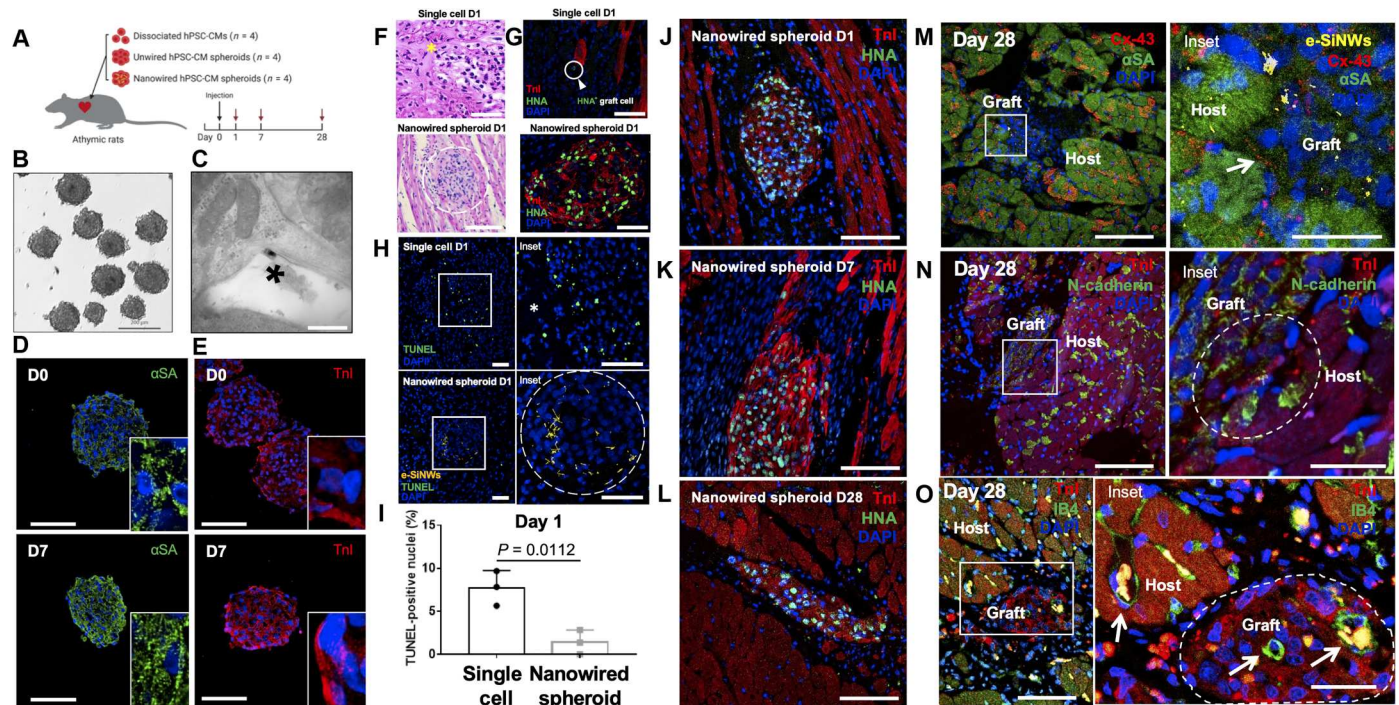 A
Dissociated hPSC-CMs (n = 4)
Unwired hPSC-CM spheroids (n = 4)
Nanowired hPSC-CM spheroids (n = 4)
Injection
Day 0 1 7 28
Athymic rats
B
200 μm
C
*
D
D0
αSA
D7
αSA
E
D0
TnI
D7
TnI
F
Single cell D1
*
Nanowired spheroid D1
G
Single cell D1
TnI
HNA
DAPI
HNA+ graft cell
Nanowired spheroid D1
TnI
HNA
DAPI
H
Single cell D1
TUNEL
DAPI
Inset
*
Nanowired spheroid D1
e-SiNWs
TUNEL
DAPI
Inset
I
Day 1
P = 0.0112
TUNEL-positive nuclei (%)
15
10
5
0
Single cell
Nanowired spheroid
J
Nanowired spheroid D1
TnI
HNA
DAPI
K
Nanowired spheroid D7
TnI
HNA
DAPI
L
Nanowired spheroid D28
TnI
HNA
DAPI
M
Day 28
Cx-43
αSA
DAPI
Graft
Host
Inset
e-SiNWs
Cx-43
αSA
Host
Graft
N
Day 28
TnI
N-cadherin
DAPI
Graft
Host
Inset
TnI
N-cadherin
Graft
Host
O
Day 28
TnI
IB4
DAPI
Host
Graft
Inset
TnI
IB4
DAPI
Host
Graft